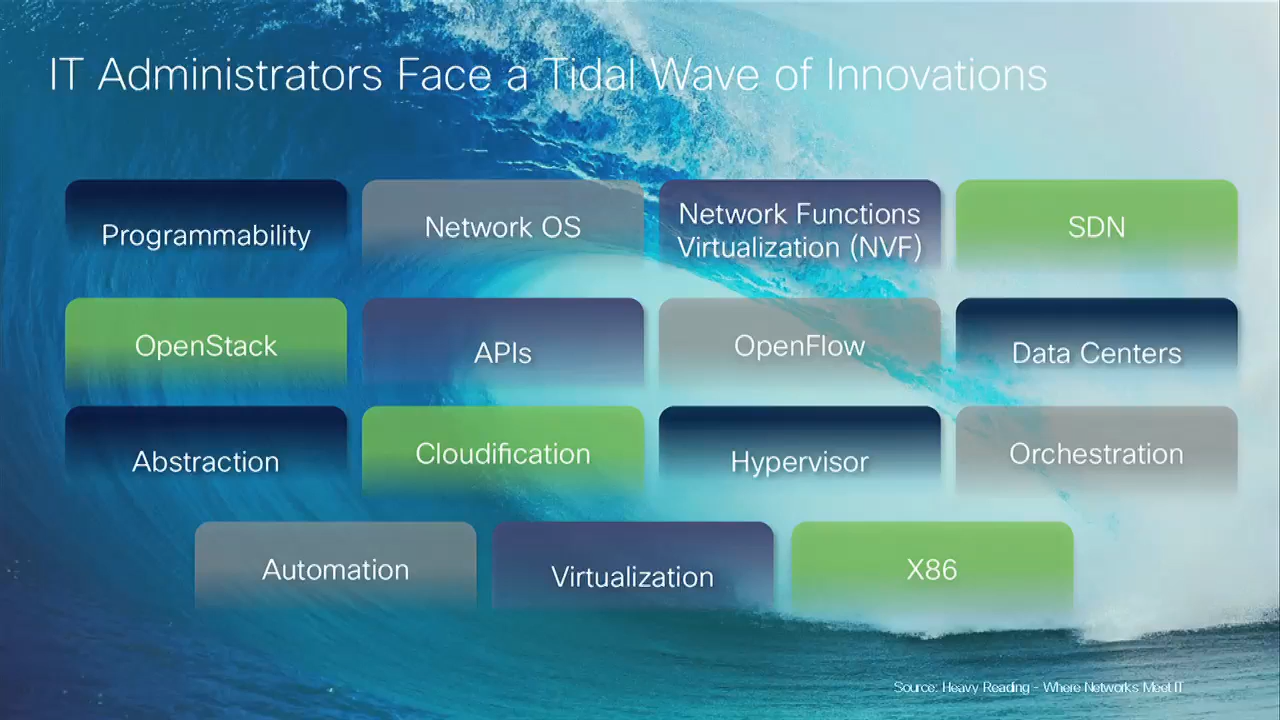 IT Administrators Face a Tidal Wave of Innovations
Programmability
Network OS
Network Functions
Virtualization (NVF)
SDN
OpenStack
APIs
OpenFlow
Data Centers
Abstraction
Cloudification
Hypervisor
Orchestration
Automation
Virtualization
X86
Source: Heavy Reading - Where Networks Meet IT